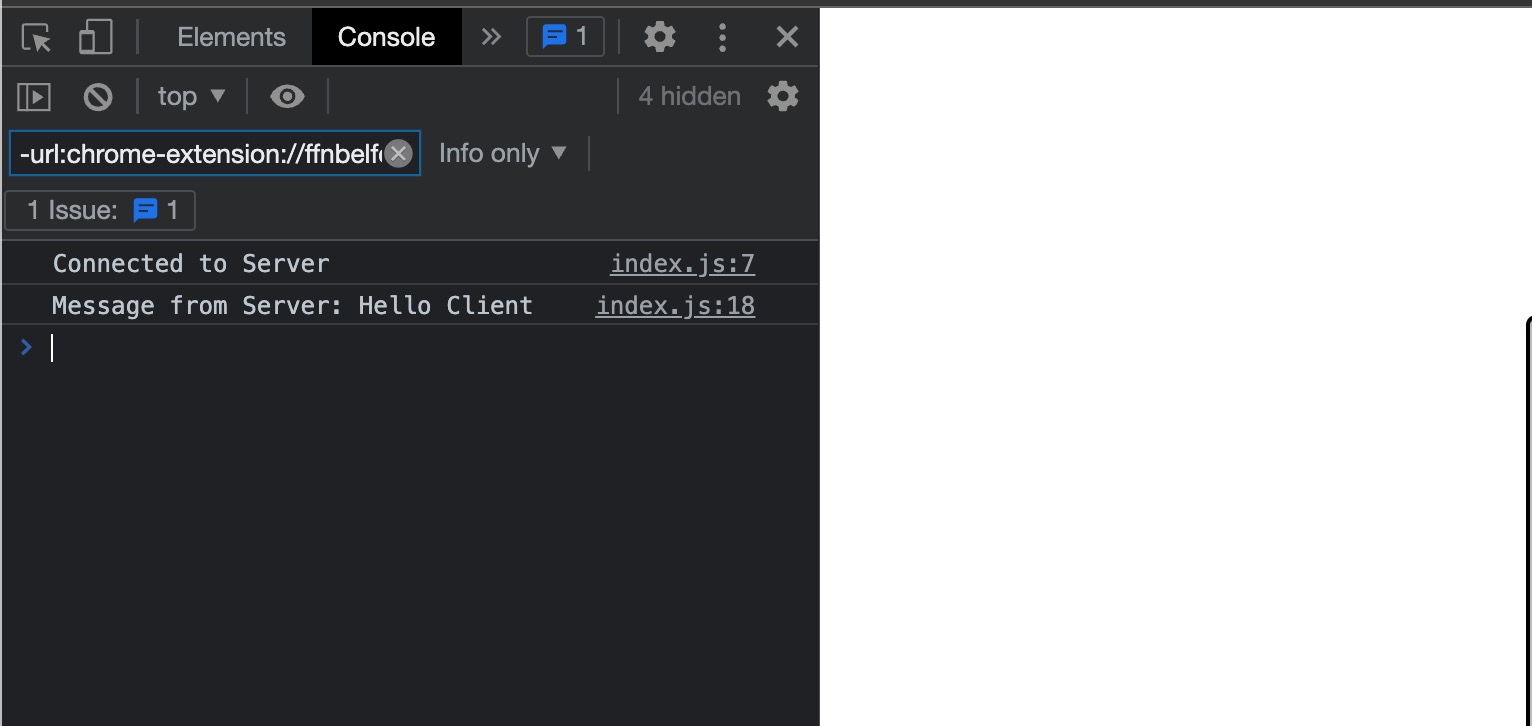 Elements Console 1
top 4 hidden
-url:chrome-extension://ffnbelf Info only
1 Issue: 1
Connected to Server index.js:7
Message from Server: Hello Client index.js:18